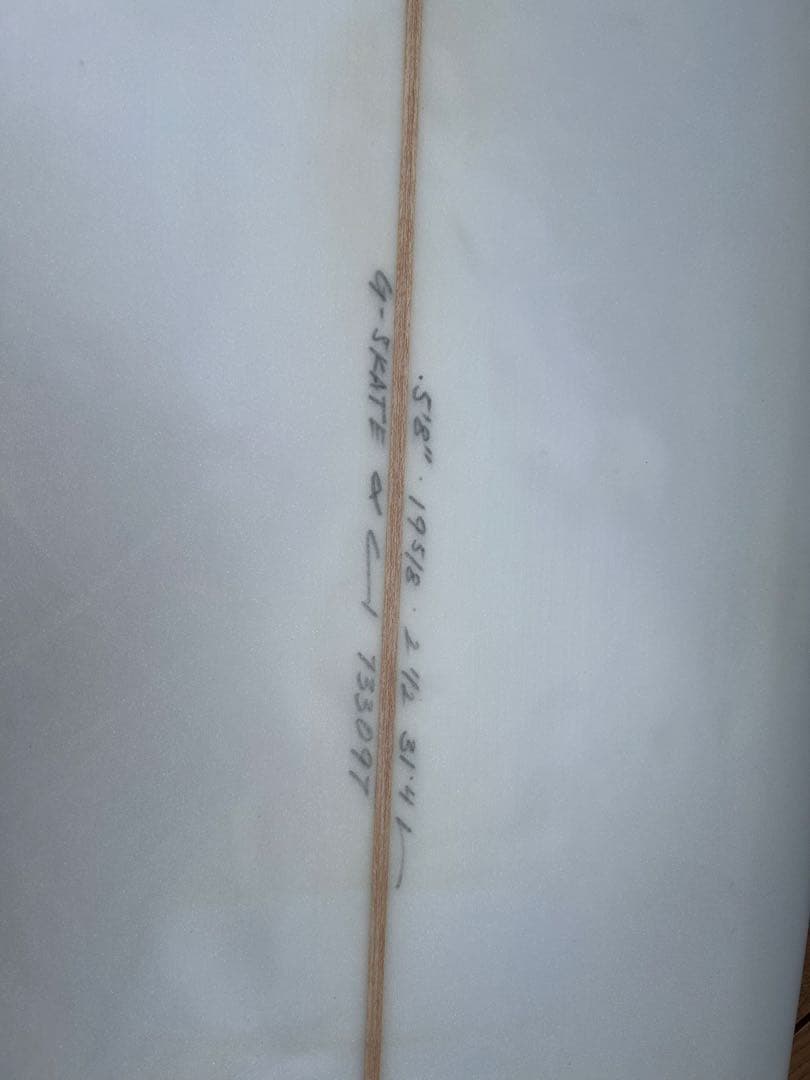 .5'8" . 19 5/8 . 2 1/2 31.4 L
G-SKATE α 733097